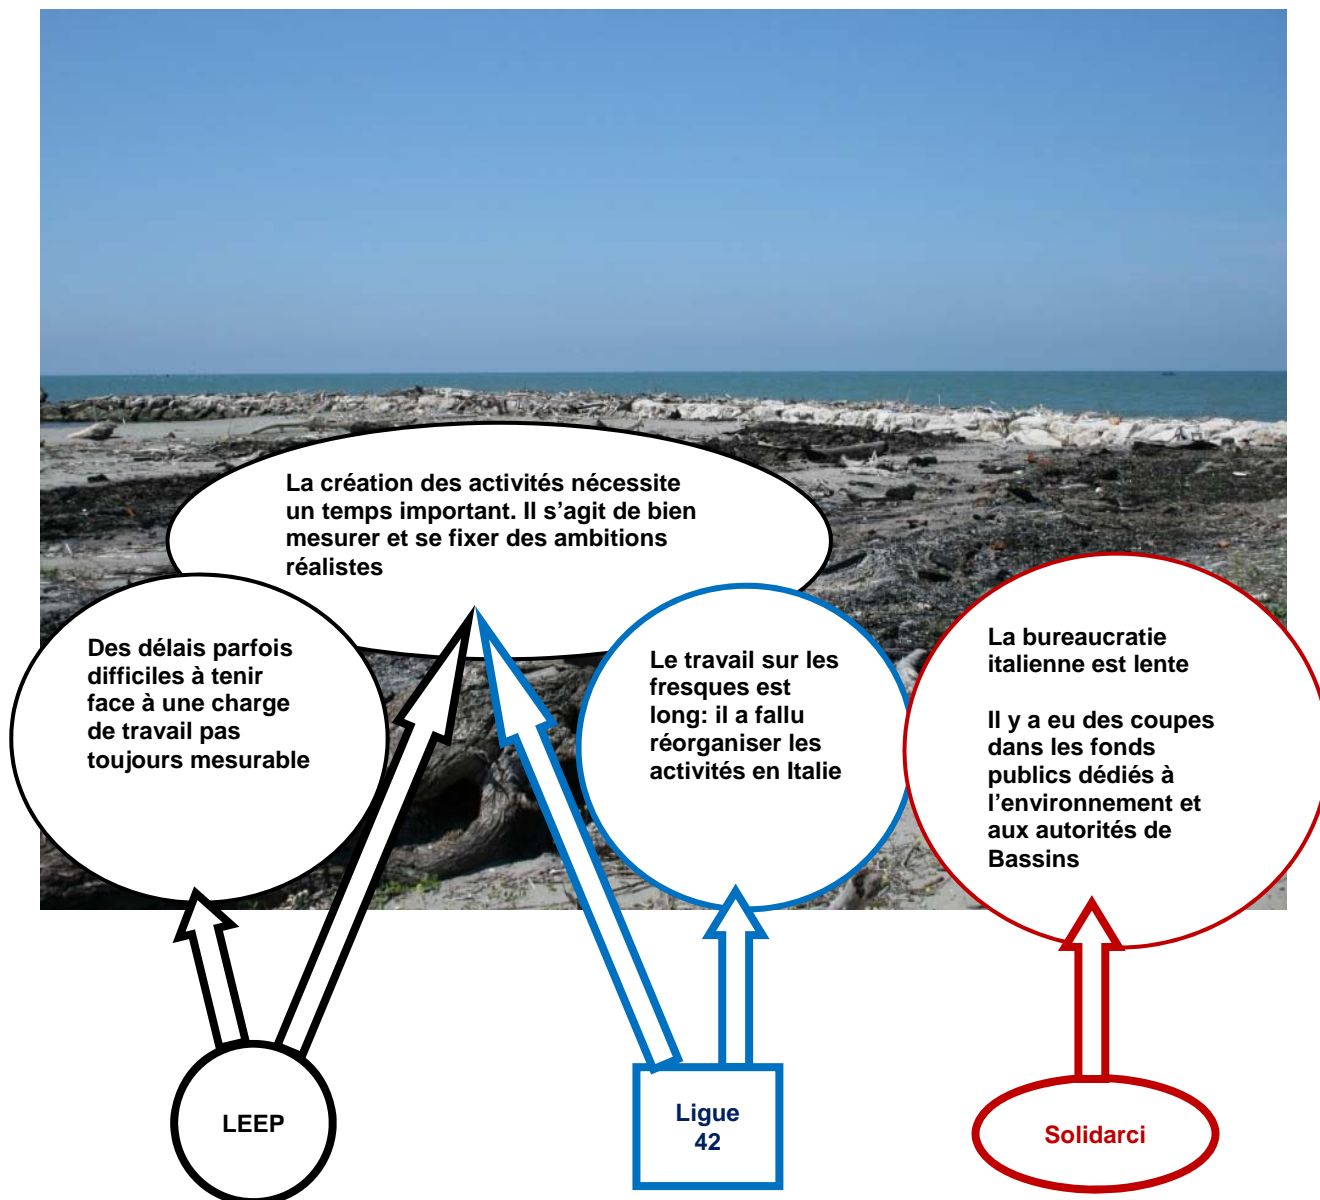 La création des activités nécessite
un temps important. Il s’agit de bien
mesurer et se fixer des ambitions
réalistes
Des délais parfois
difficiles à tenir
face à une charge
de travail pas
toujours mesurable
Le travail sur les
fresques est
long: il a fallu
réorganiser les
activités en Italie
La bureaucratie
italienne est lente
Il y a eu des coupes
dans les fonds
publics dédiés à
l’environnement et
aux autorités de
Bassins
LEEP
Ligue
42
Solidarci